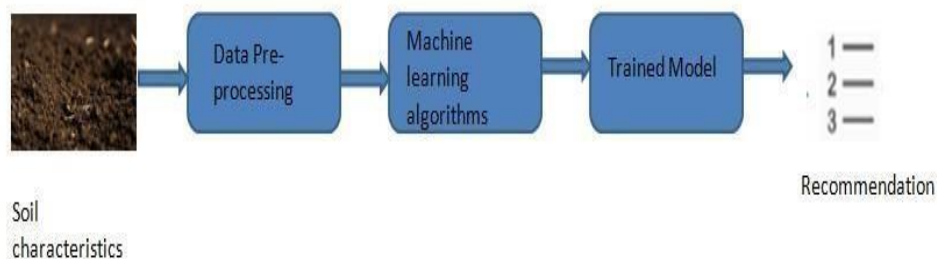 Data Pre-
processing
Machine
learning
algorithms
Trained Model
1
2
3
Recommendation
Soil
characteristics